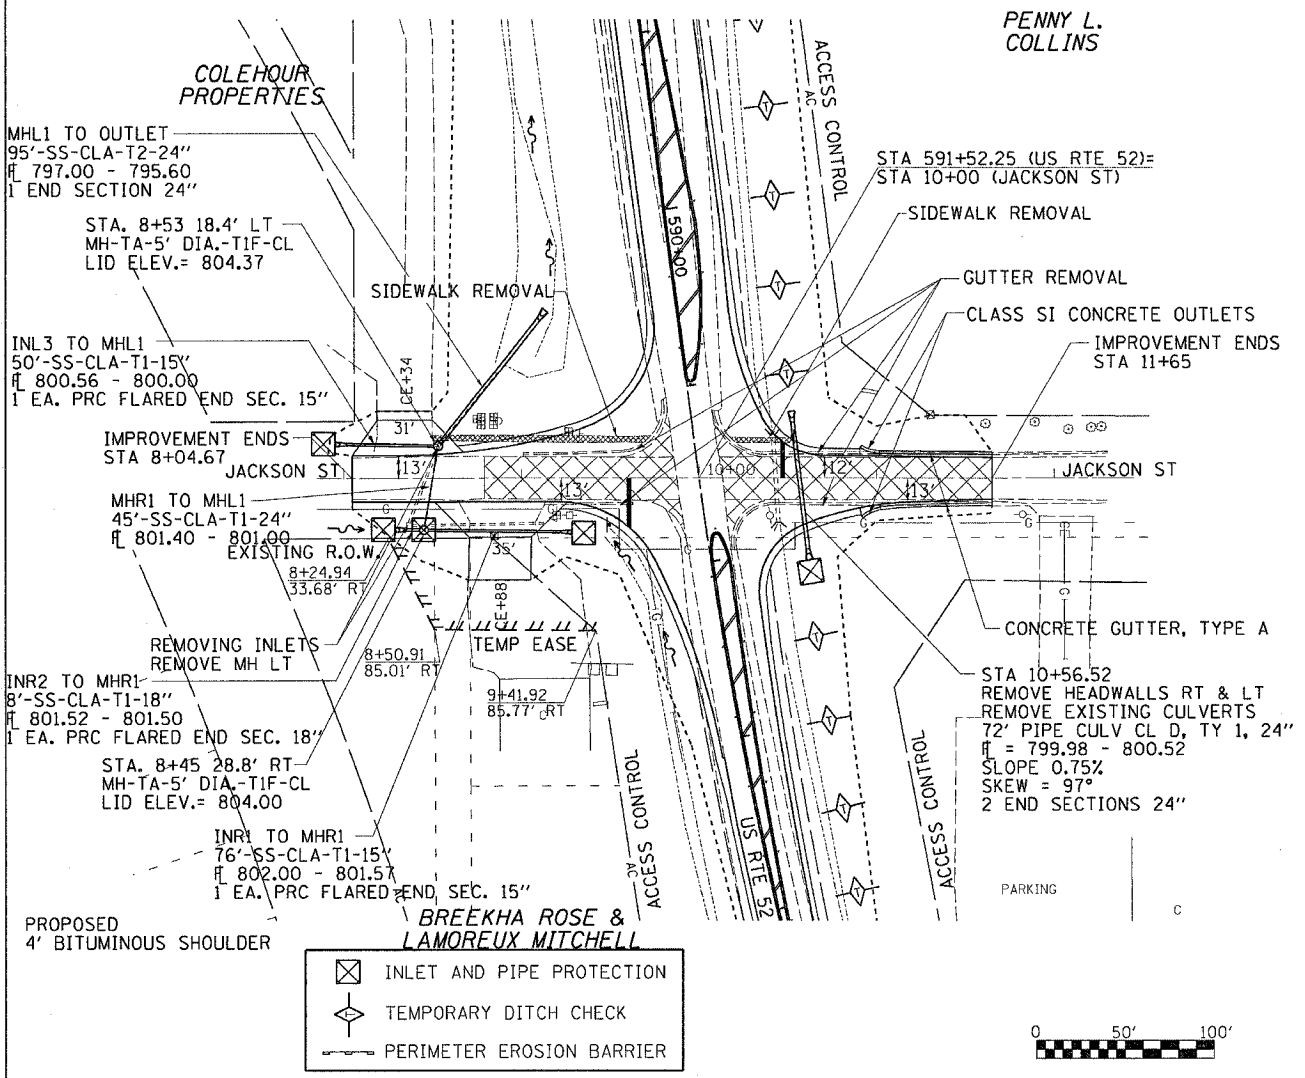 PENNY L.
COLLINS
COLEHOUR
PROPERTIES
ACCESS CONTROL
AC
MHL1 TO OUTLET
95'-SS-CLA-T2-24"
℄ 797.00 - 795.60
1 END SECTION 24"
STA 591+52.25 (US RTE 52)=
STA 10+00 (JACKSON ST)
STA. 8+53 18.4' LT
MH-TA-5' DIA.-T1F-CL
LID ELEV.= 804.37
SIDEWALK REMOVAL
590+00
SIDEWALK REMOVAL
GUTTER REMOVAL
CLASS SI CONCRETE OUTLETS
INL3 TO MHL1
50'-SS-CLA-T1-15"
℄ 800.56 - 800.00
1 EA. PRC FLARED END SEC. 15"
CE+34
31'
IMPROVEMENT ENDS
STA 11+65
IMPROVEMENT ENDS
STA 8+04.67
JACKSON ST
13'
10+00
12'
JACKSON ST
13'
13'
MHR1 TO MHL1
45'-SS-CLA-T1-24"
℄ 801.40 - 801.00
EXISTING R.O.W.
35'
8+24.94
33.68' RT
CE+88
REMOVING INLETS
REMOVE MH LT
TEMP EASE
CONCRETE GUTTER, TYPE A
8+50.91
85.01' RT
9+41.92
85.77' RT
INR2 TO MHR1
8'-SS-CLA-T1-18"
℄ 801.52 - 801.50
1 EA. PRC FLARED END SEC. 18"
STA 10+56.52
REMOVE HEADWALLS RT & LT
REMOVE EXISTING CULVERTS
72' PIPE CULV CL D, TY 1, 24"
℄ = 799.98 - 800.52
SLOPE 0.75%
SKEW = 97°
2 END SECTIONS 24"
STA. 8+45 28.8' RT
MH-TA-5' DIA.-T1F-CL
LID ELEV.= 804.00
INR1 TO MHR1
76'-SS-CLA-T1-15"
℄ 802.00 - 801.57
1 EA. PRC FLARED END SEC. 15"
ACCESS CONTROL
AC
US RTE 52
ACCESS CONTROL
PARKING
C
PROPOSED
4' BITUMINOUS SHOULDER
BREEKHA ROSE &
LAMOREUX MITCHELL
INLET AND PIPE PROTECTION
TEMPORARY DITCH CHECK
PERIMETER EROSION BARRIER
0 50' 100'